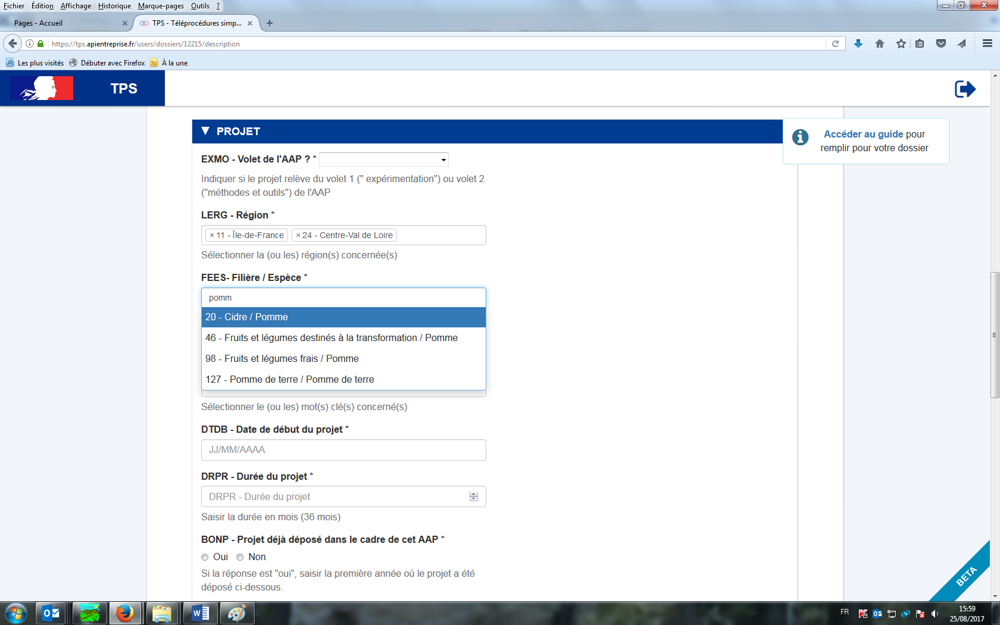 Fichier Édition Affichage Historique Marque-pages Outils ?
Pages - Accueil
TPS - Téléprocédures simp...
https://tps.apientreprise.fr/users/dossiers/12215/description
Les plus visités Débuter avec Firefox À la une
TPS
PROJET
Accéder au guide pour
remplir pour votre dossier
EXMO - Volet de l'AAP ? *
Indiquer si le projet relève du volet 1 (" expérimentation") ou volet 2
("méthodes et outils") de l'AAP
LERG - Région *
× 11 - Île-de-France × 24 - Centre-Val de Loire
Sélectionner la (ou les) région(s) concernée(s)
FEES- Filière / Espèce *
pomm
20 - Cidre / Pomme
46 - Fruits et légumes destinés à la transformation / Pomme
98 - Fruits et légumes frais / Pomme
127 - Pomme de terre / Pomme de terre
Sélectionner le (ou les) mot(s) clé(s) concerné(s)
DTDB - Date de début du projet *
JJ/MM/AAAA
DRPR - Durée du projet *
DRPR - Durée du projet
Saisir la durée en mois (36 mois)
BONP - Projet déjà déposé dans le cadre de cet AAP *
Oui Non
Si la réponse est "oui", saisir la première année où le projet a été
déposé ci-dessous.
BETA
FR
15:59
25/08/2017